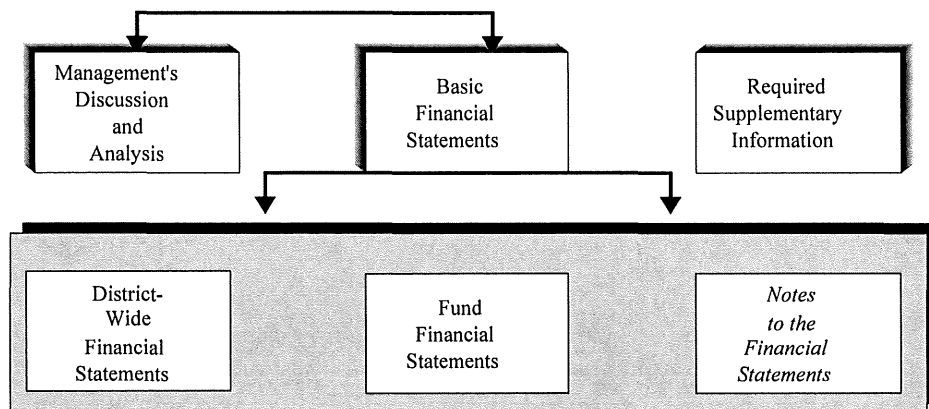 Management's
Discussion
and
Analysis
Basic
Financial
Statements
Required
Supplementary
Information
District-
Wide
Financial
Statements
Fund
Financial
Statements
Notes
to the
Financial
Statements